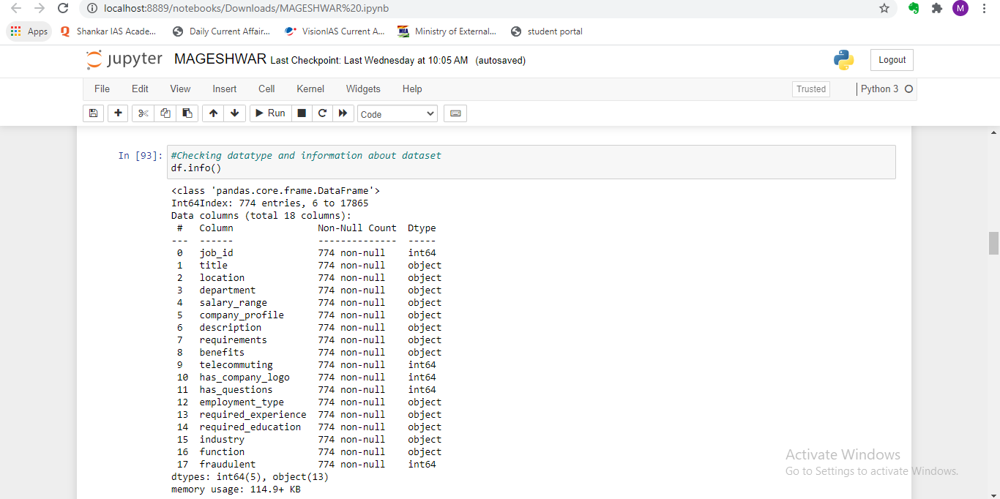 localhost:8889/notebooks/Downloads/MAGESHWAR%20.ipynb
M
Apps Shankar IAS Acade... Daily Current Affair... VisionIAS Current A... MEA Ministry of External... student portal
jupyter MAGESHWAR Last Checkpoint: Last Wednesday at 10:05 AM (autosaved) Logout
File Edit View Insert Cell Kernel Widgets Help Trusted Python 3
Run Code
In [93]: #Checking datatype and information about dataset
df.info()
<class 'pandas.core.frame.DataFrame'>
Int64Index: 774 entries, 6 to 17865
Data columns (total 18 columns):
 #   Column               Non-Null Count  Dtype
---  ------               --------------  -----
 0   job_id               774 non-null    int64
 1   title                774 non-null    object
 2   location             774 non-null    object
 3   department           774 non-null    object
 4   salary_range         774 non-null    object
 5   company_profile      774 non-null    object
 6   description          774 non-null    object
 7   requirements         774 non-null    object
 8   benefits             774 non-null    object
 9   telecommuting        774 non-null    int64
 10  has_company_logo     774 non-null    int64
 11  has_questions        774 non-null    int64
 12  employment_type      774 non-null    object
 13  required_experience  774 non-null    object
 14  required_education   774 non-null    object
 15  industry             774 non-null    object
 16  function             774 non-null    object
 17  fraudulent           774 non-null    int64
dtypes: int64(5), object(13)
memory usage: 114.9+ KB
Activate Windows
Go to Settings to activate Windows.